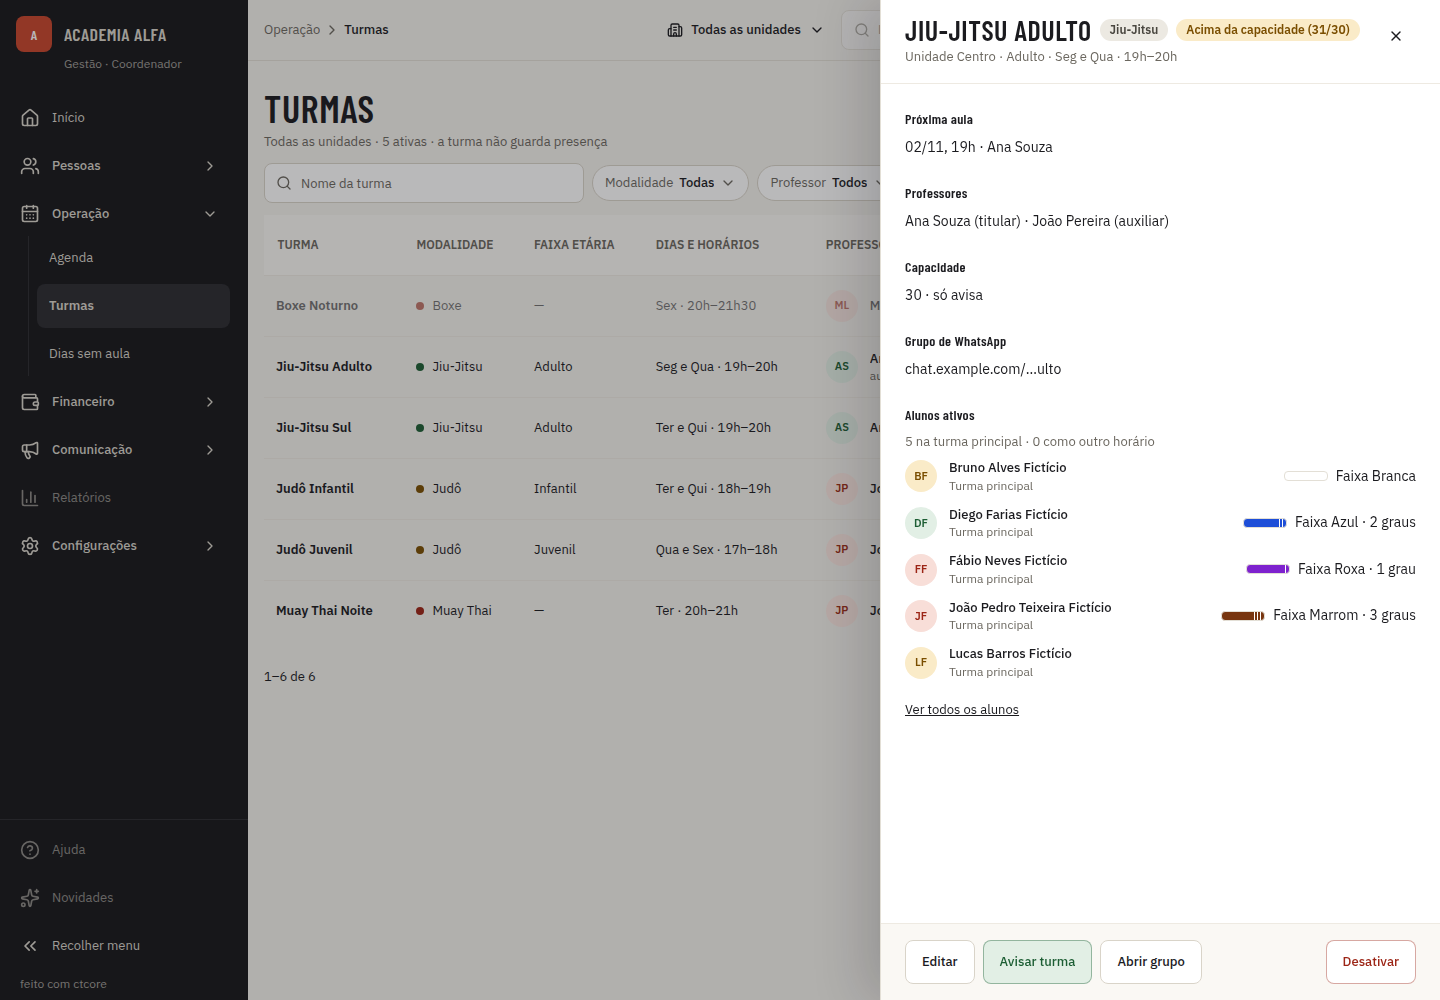 A
ACADEMIA ALFA
Gestão · Coordenador
Início
Pessoas
Operação
Agenda
Turmas
Dias sem aula
Financeiro
Comunicação
Relatórios
Configurações
Ajuda
Novidades
Recolher menu
feito com ctcore
Operação > Turmas
Todas as unidades
TURMAS
Todas as unidades · 5 ativas · a turma não guarda presença
Nome da turma
Modalidade Todas
Professor Todos
TURMA MODALIDADE FAIXA ETÁRIA DIAS E HORÁRIOS
Boxe Noturno Boxe — Sex · 20h–21h30 ML
Jiu-Jitsu Adulto Jiu-Jitsu Adulto Seg e Qua · 19h–20h AS
Jiu-Jitsu Sul Jiu-Jitsu Adulto Ter e Qui · 19h–20h AS
Judô Infantil Judô Infantil Ter e Qui · 18h–19h JP
Judô Juvenil Judô Juvenil Qua e Sex · 17h–18h JP
Muay Thai Noite Muay Thai — Ter · 20h–21h JP
1–6 de 6
JIU-JITSU ADULTO Jiu-Jitsu Acima da capacidade (31/30)
Unidade Centro · Adulto · Seg e Qua · 19h–20h
Próxima aula
02/11, 19h · Ana Souza
Professores
Ana Souza (titular) · João Pereira (auxiliar)
Capacidade
30 · só avisa
Grupo de WhatsApp
chat.example.com/…ulto
Alunos ativos
5 na turma principal · 0 como outro horário
BF Bruno Alves Fictício Faixa Branca
Turma principal
DF Diego Farias Fictício Faixa Azul · 2 graus
Turma principal
FF Fábio Neves Fictício Faixa Roxa · 1 grau
Turma principal
JF João Pedro Teixeira Fictício Faixa Marrom · 3 graus
Turma principal
LF Lucas Barros Fictício
Turma principal
Ver todos os alunos
Editar Avisar turma Abrir grupo Desativar